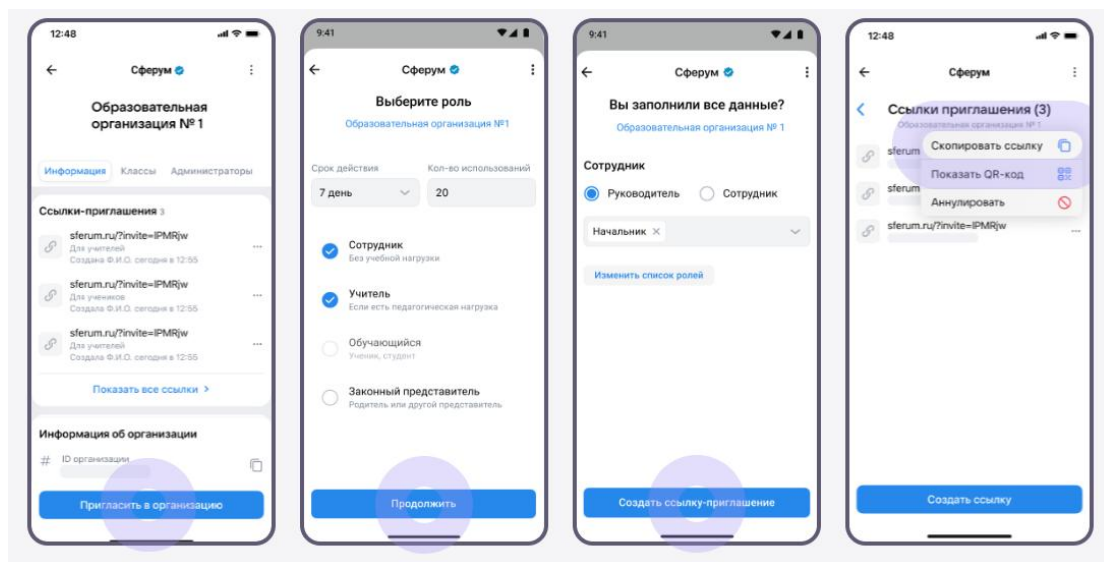 12:48
Сферум
Образовательная
организация № 1
Информация Классы Администраторы
Ссылки-приглашения 3
sferum.ru/?invite=lPMRjw
Для учителей
Создана Ф.И.О. сегодня в 12:55
sferum.ru/?invite=lPMRjw
Для учеников
Создала Ф.И.О. сегодня в 12:55
sferum.ru/?invite=lPMRjw
Для учителей
Создала Ф.И.О. сегодня в 12:55
Показать все ссылки >
Информация об организации
# ID организации
Пригласить в организацию
9:41
Сферум
Выберите роль
Образовательная организация №1
Срок действия Кол-во использований
7 день 20
Сотрудник
Без учебной нагрузки
Учитель
Если есть педагогическая нагрузка
Обучающийся
Ученик, студент
Законный представитель
Родитель или другой представитель
Продолжить
9:41
Сферум
Вы заполнили все данные?
Образовательная организация № 1
Сотрудник
Руководитель Сотрудник
Начальник ×
Изменить список ролей
Создать ссылку-приглашение
12:48
Сферум
Ссылки приглашения (3)
Образовательная организация № 1
sferum
Скопировать ссылку
Показать QR-код
sferum
Аннулировать
sferum.ru/?invite=lPMRjw
Создать ссылку